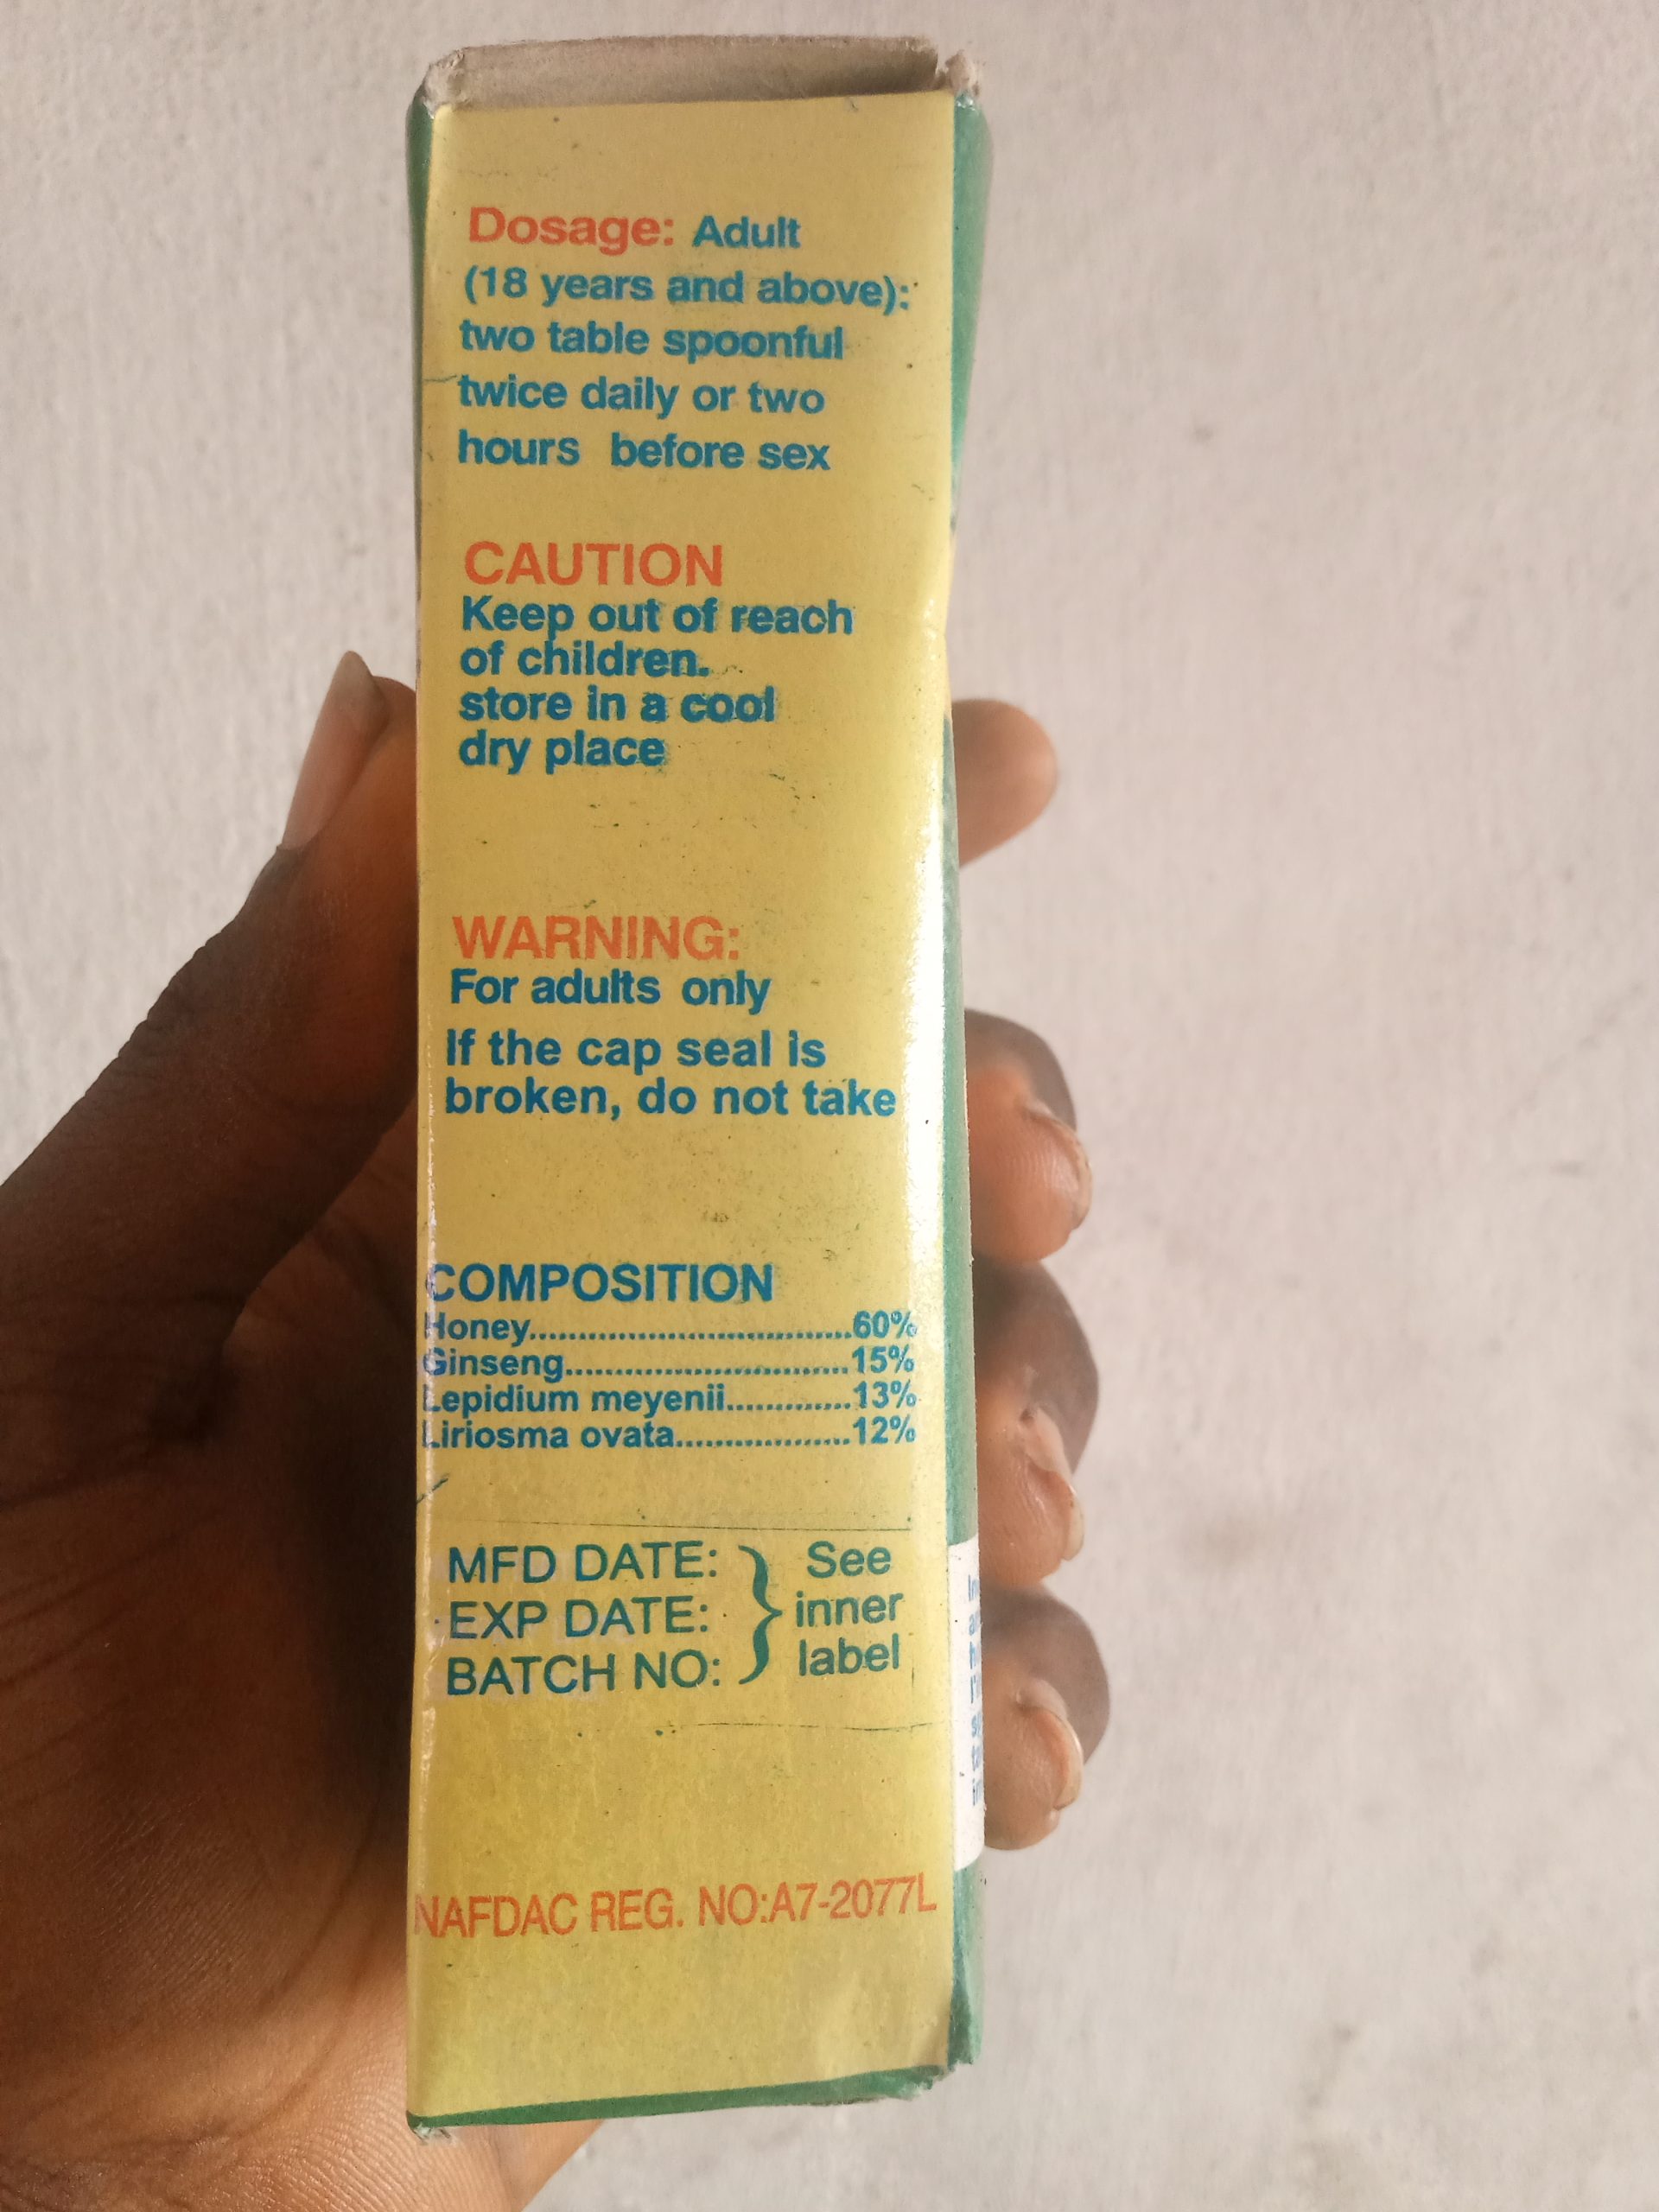 Dosage: Adult
(18 years and above):
two table spoonful
twice daily or two
hours before sex
CAUTION
Keep out of reach
of children.
store in a cool
dry place
WARNING:
For adults only
If the cap seal is
broken, do not take
COMPOSITION
Honey..................................60%
Ginseng..............................15%
Lepidium meyenii.............13%
Liriosma ovata..................12%
MFD DATE: } See
EXP DATE: inner
BATCH NO: label
NAFDAC REG. NO:A7-2077L